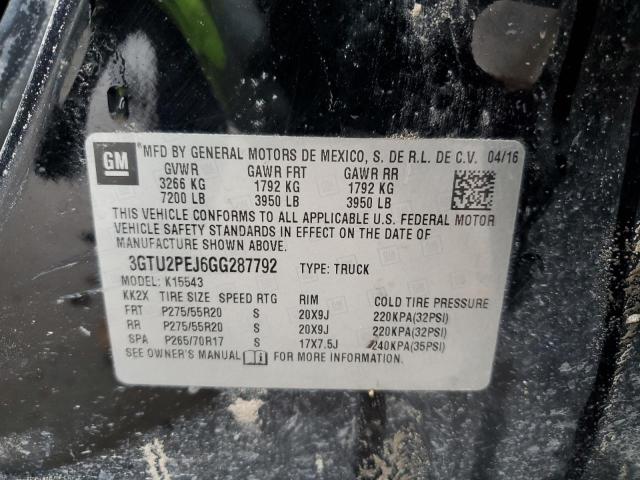 GM
MFD BY GENERAL MOTORS DE MEXICO, S. DE R.L. DE C.V. 04/16
GVWR GAWR FRT GAWR RR
3266 KG 1792 KG 1792 KG
7200 LB 3950 LB 3950 LB
THIS VEHICLE CONFORMS TO ALL APPLICABLE U.S. FEDERAL MOTOR
VEHICLE SAFETY STANDARDS IN EFFECT ON THE DATE OF
MANUFACTURE SHOWN ABOVE.
3GTU2PEJ6GG287792 TYPE: TRUCK
MODEL: K15543
KK2X TIRE SIZE SPEED RTG RIM COLD TIRE PRESSURE
FRT P275/55R20 S 20X9J 220KPA(32PSI)
RR P275/55R20 S 20X9J 220KPA(32PSI)
SPA P265/70R17 S 17X7.5J 240KPA(35PSI)
SEE OWNER'S MANUAL FOR MORE INFORMATION.